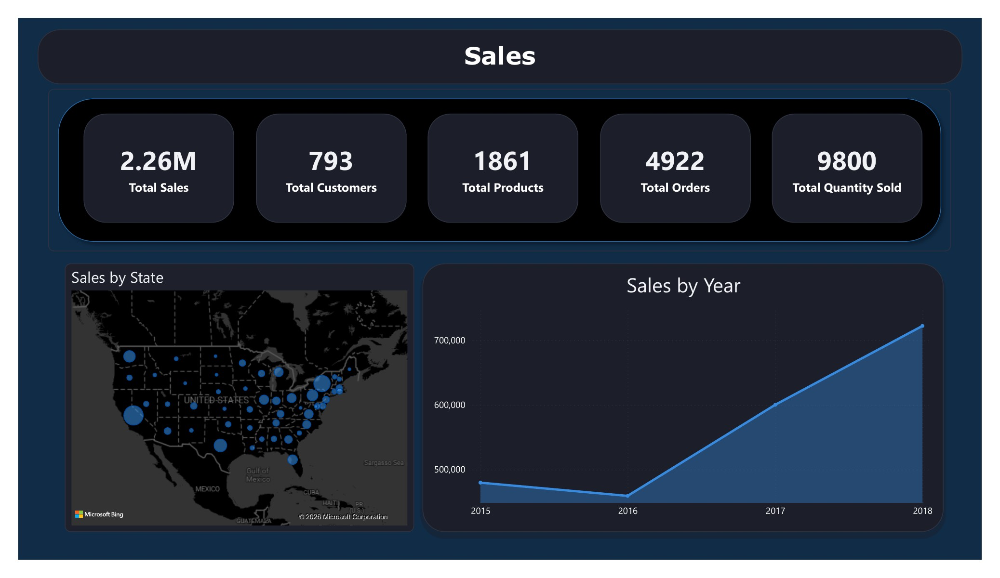 Sales
2.26M
Total Sales
793
Total Customers
1861
Total Products
4922
Total Orders
9800
Total Quantity Sold
Sales by State
UNITED STATES
Sargasso Sea
Gulf of
Mexico
MEXICO
CUBA
HAITI
PR
(U.S.)
GUATEMALA
Microsoft Bing
© 2026 Microsoft Corporation
Sales by Year
700,000
600,000
500,000
2015
2016
2017
2018